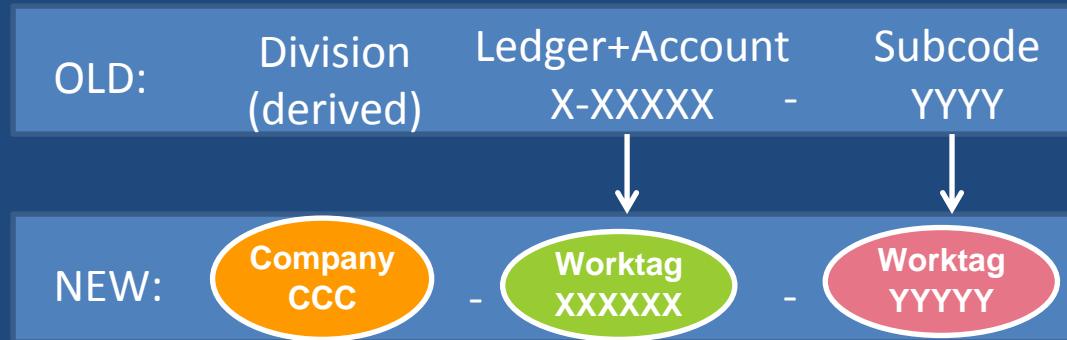 OLD:
Division
(derived)
Ledger+Account
X-XXXXX
-
Subcode
YYYY
NEW:
Company
CCC
-
Worktag
XXXXXX
-
Worktag
YYYYY